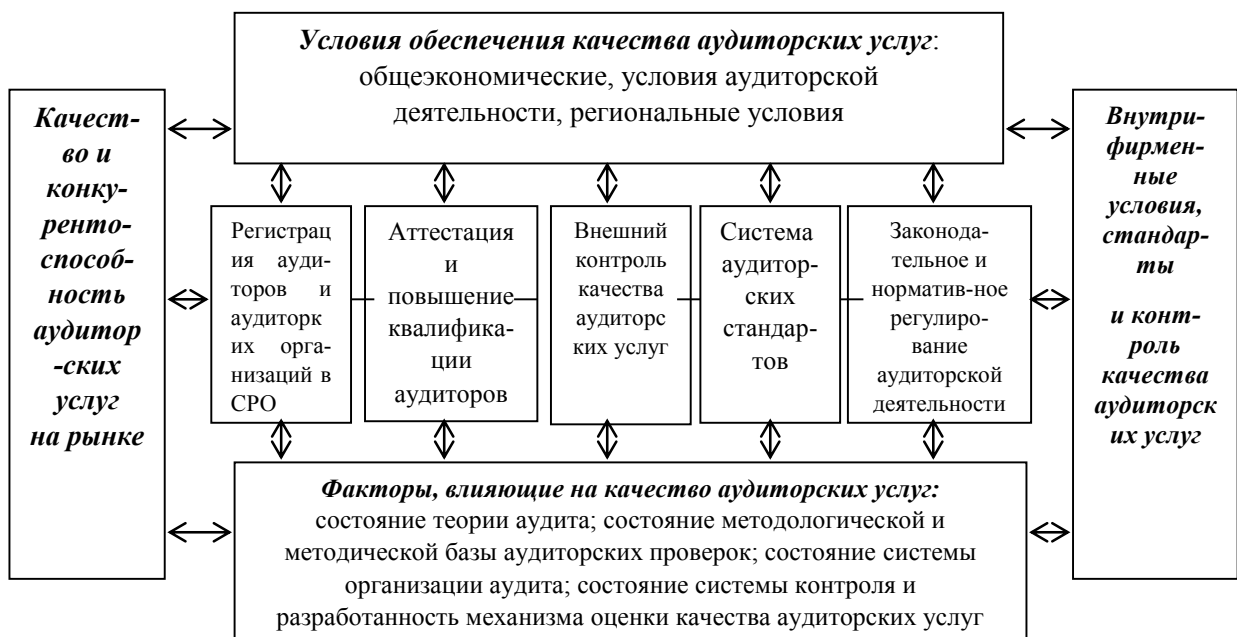 Условия обеспечения качества аудиторских услуг:
общеэкономические, условия аудиторской
деятельности, региональные условия
Качест-
во и
конку-
ренто-
способ-
ность
аудитор
-ских
услуг
на рынке
Регистрац
ия ауди-
торов и
аудиторк
их орга-
низаций в
СРО
Аттестация
и
повышение
квалифика-
ции
аудиторов
Внешний
контроль
качества
аудиторс
ких услуг
Система
аудитор-
ских
стандар-
тов
Законода-
тельное и
норматив-ное
регулиро-
вание
аудиторской
деятельности
Внутри-
фирмен-
ные
условия,
стандар-
ты
и конт-
роль
качества
аудиторск
их услуг
Факторы, влияющие на качество аудиторских услуг:
состояние теории аудита; состояние методологической и
методической базы аудиторских проверок; состояние системы
организации аудита; состояние системы контроля и
разработанность механизма оценки качества аудиторских услуг